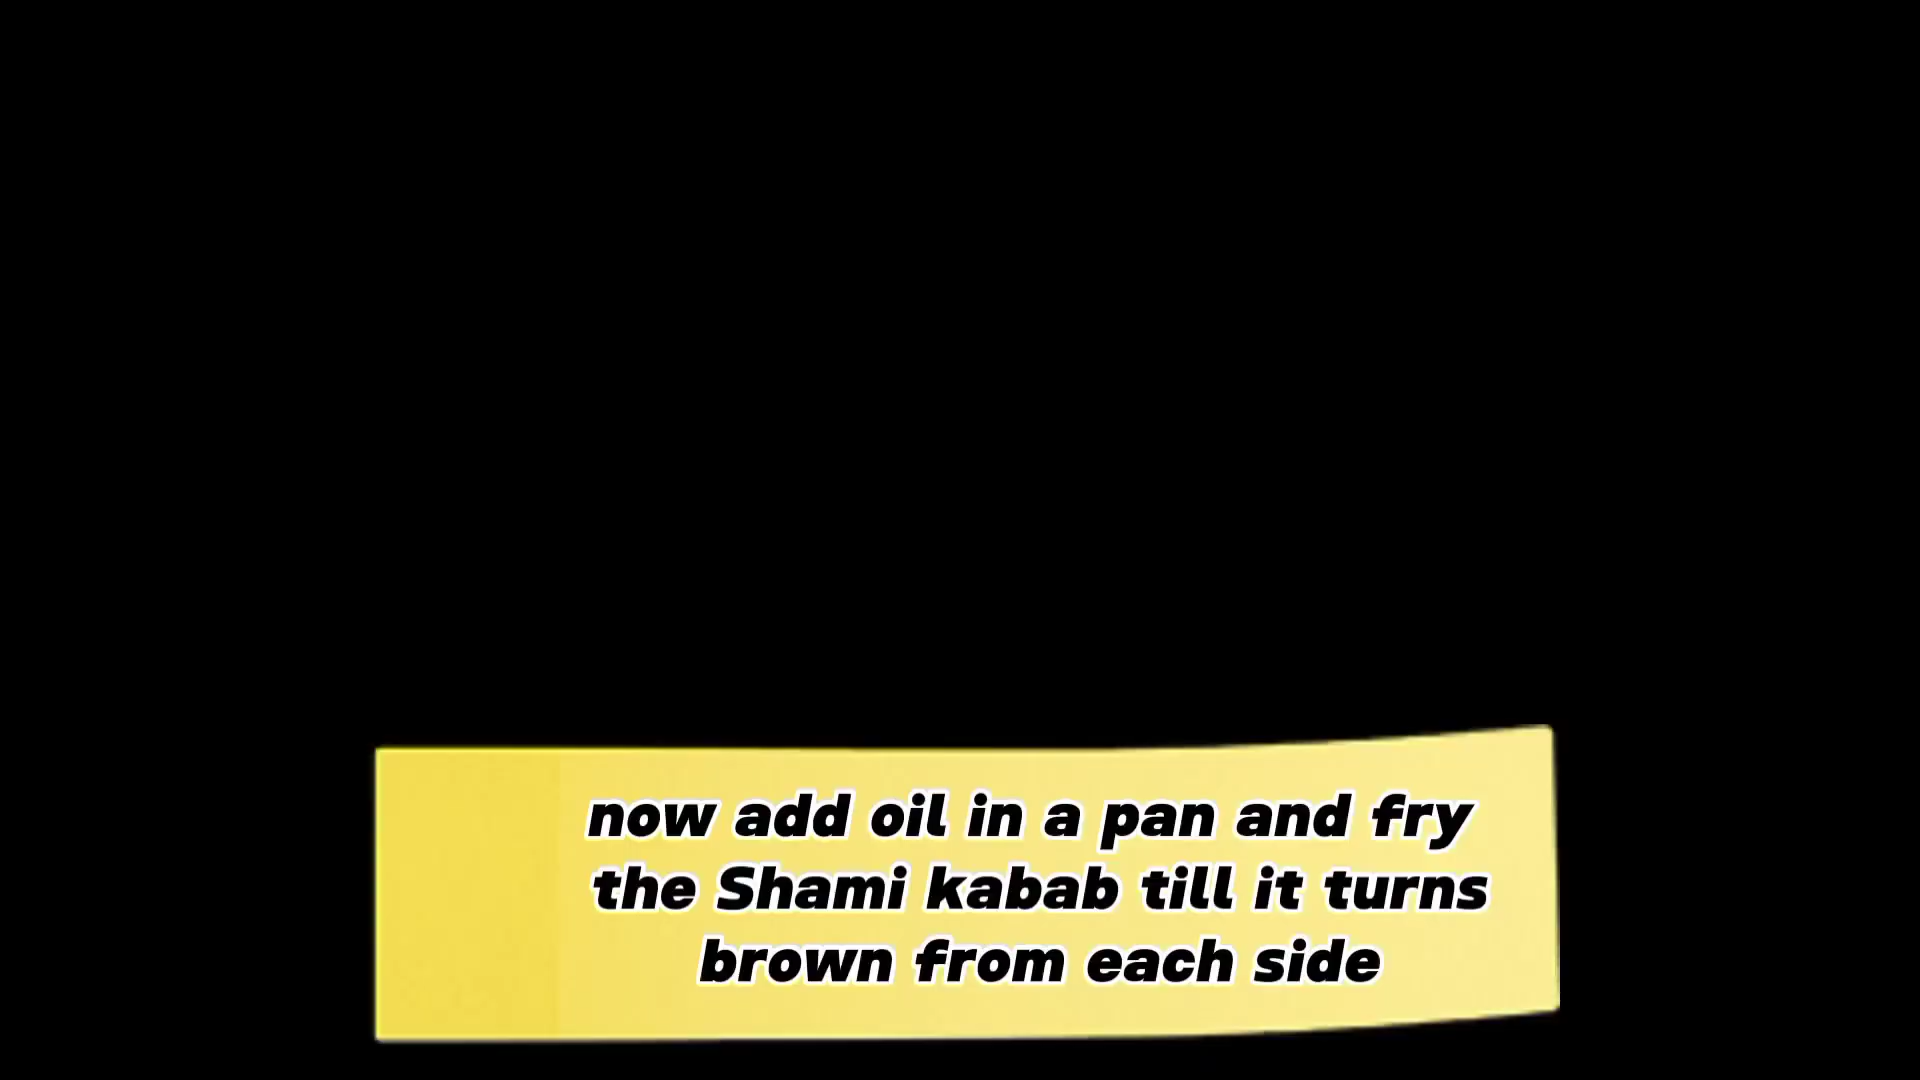 now add oil in a pan and fry
the Shami kabab till it turns
brown from each side